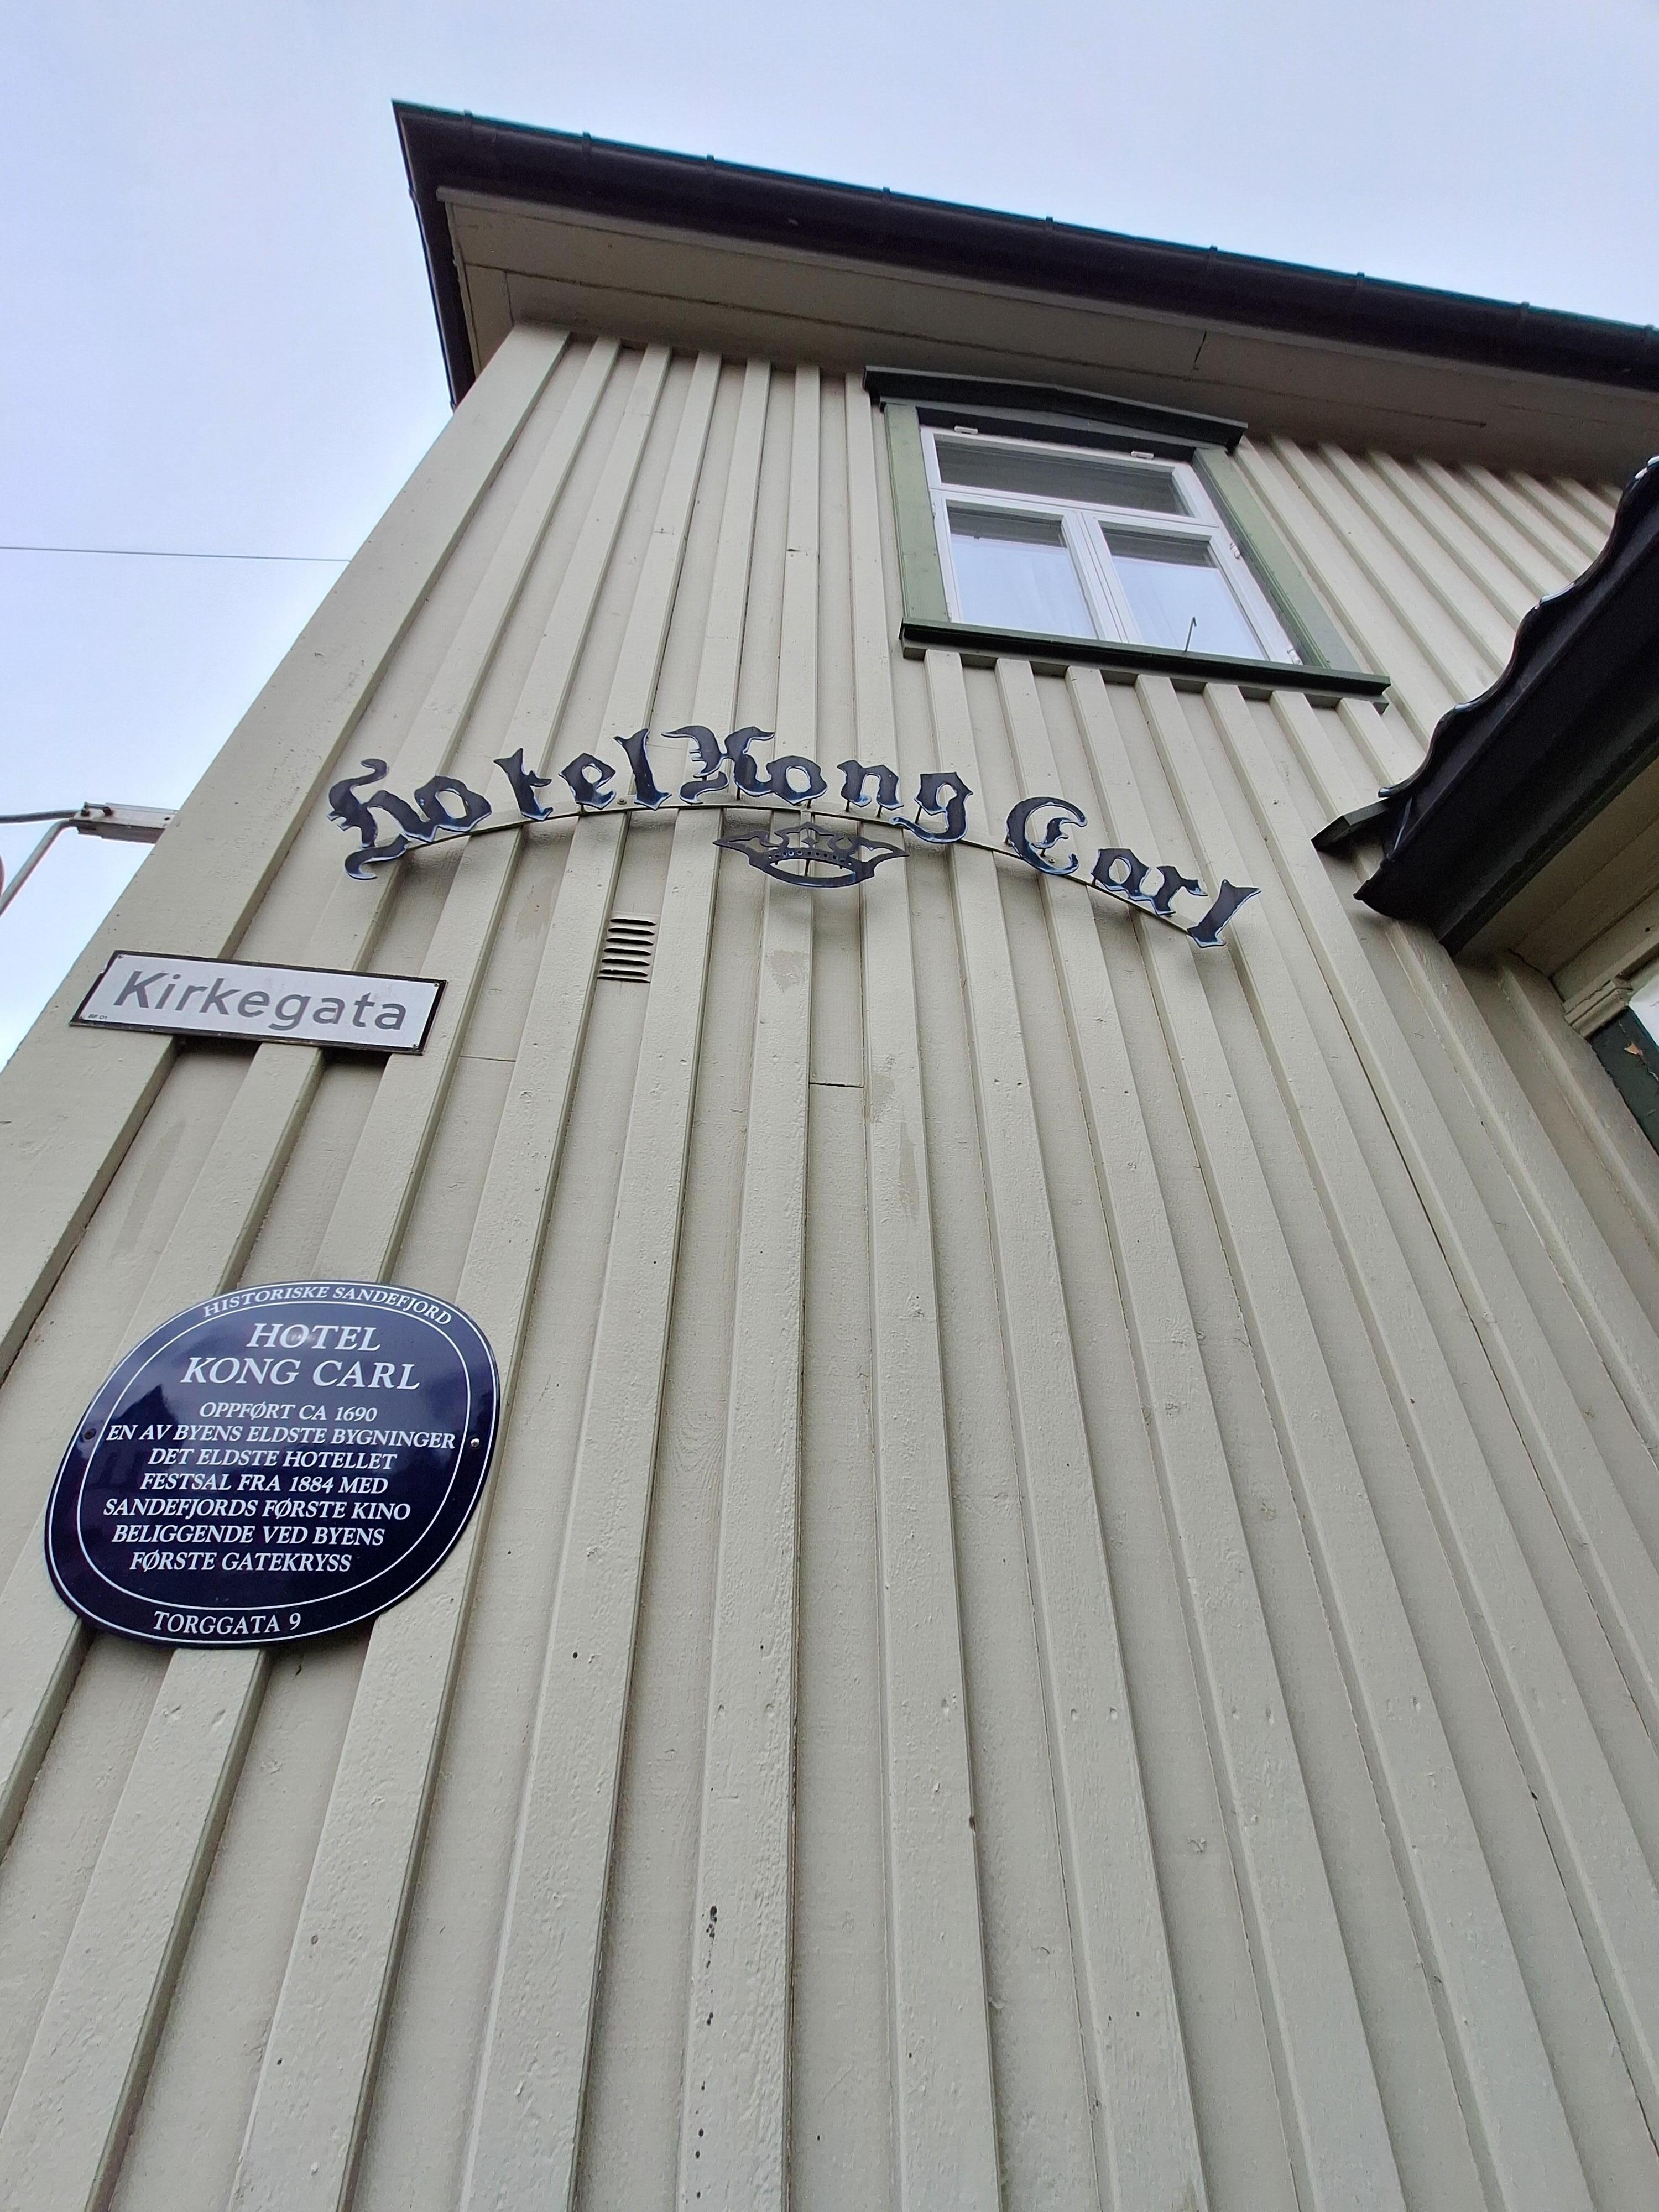 Hotel Kong Carl
Kirkegata
HISTORISKE SANDEFJORD
HOTEL
KONG CARL
OPPFØRT CA 1690
EN AV BYENS ELDSTE BYGNINGER
DET ELDSTE HOTELLET
FESTSAL FRA 1884 MED
SANDEFJORDS FØRSTE KINO
BELIGGENDE VED BYENS
FØRSTE GATEKRYSS
TORGGATA 9